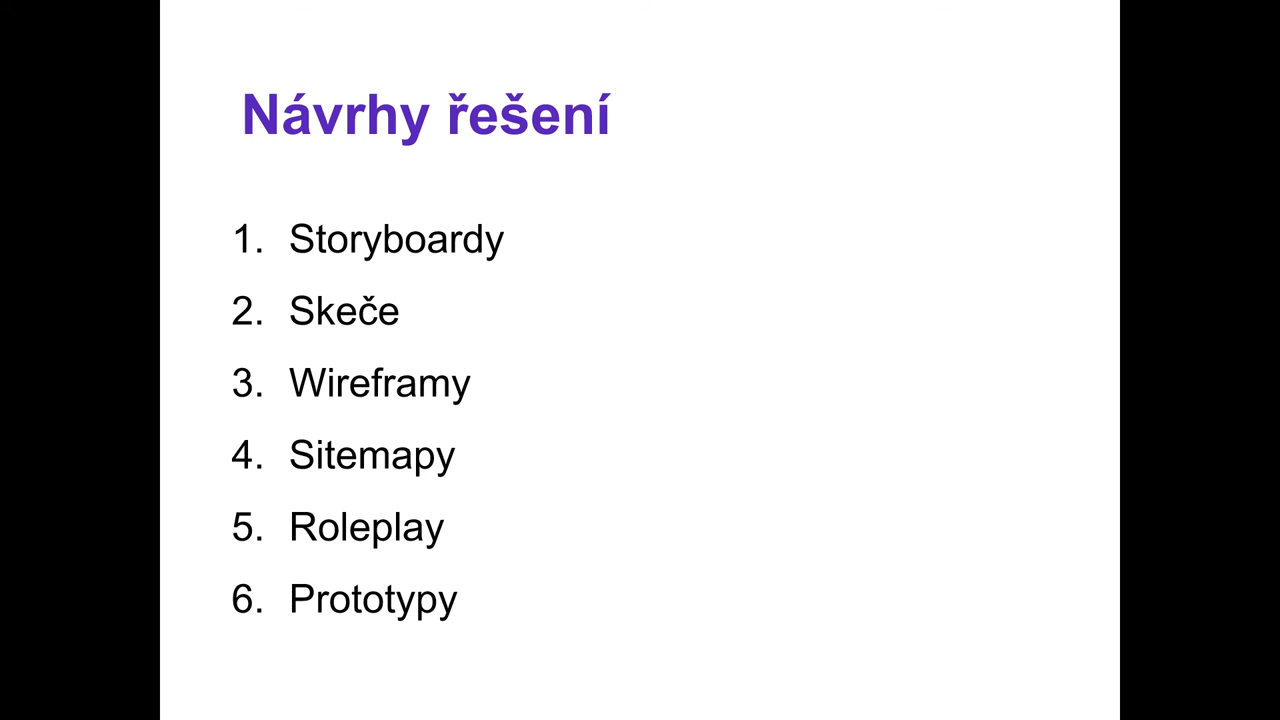 Návrhy řešení
1. Storyboardy
2. Skeče
3. Wireframy
4. Sitemapy
5. Roleplay
6. Prototypy